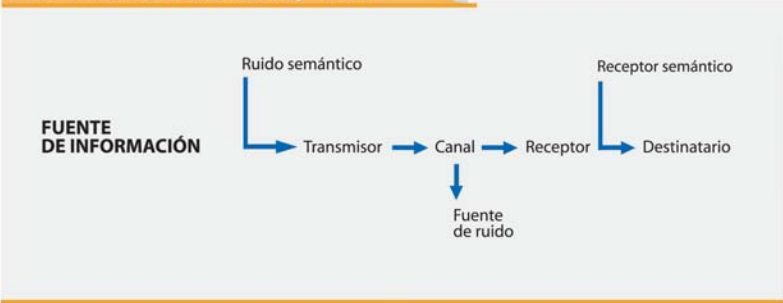 Ruido semántico
Receptor semántico
FUENTE
DE INFORMACIÓN
Transmisor
Canal
Receptor
Destinatario
Fuente
de ruido